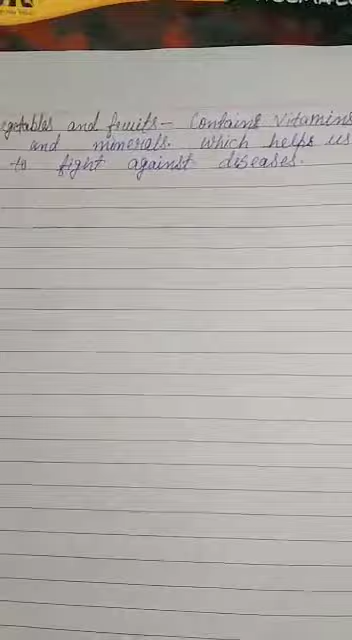 egetables and fruits - Contains vitamins
and minerals. which helps us
to fight against diseases.